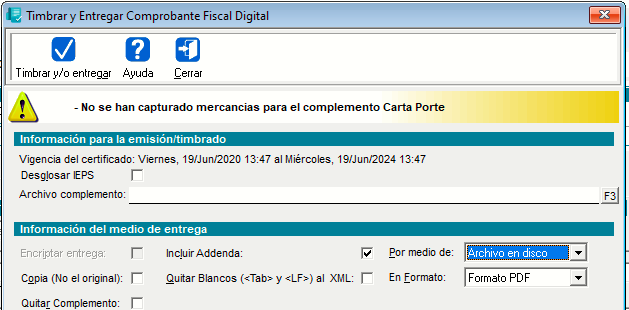 Timbrar y Entregar Comprobante Fiscal Digital
Timbrar y/o entregar Ayuda Cerrar
- No se han capturado mercancias para el complemento Carta Porte
Información para la emisión/timbrado
Vigencia del certificado: Viernes, 19/Jun/2020 13:47 al Miércoles, 19/Jun/2024 13:47
Desglosar IEPS
Archivo complemento: F3
Información del medio de entrega
Encriptar entrega: Incluir Addenda: Por medio de: Archivo en disco
Copia (No el original): Quitar Blancos (<Tab> y <LF>) al XML: En Formato: Formato PDF
Quitar Complemento: